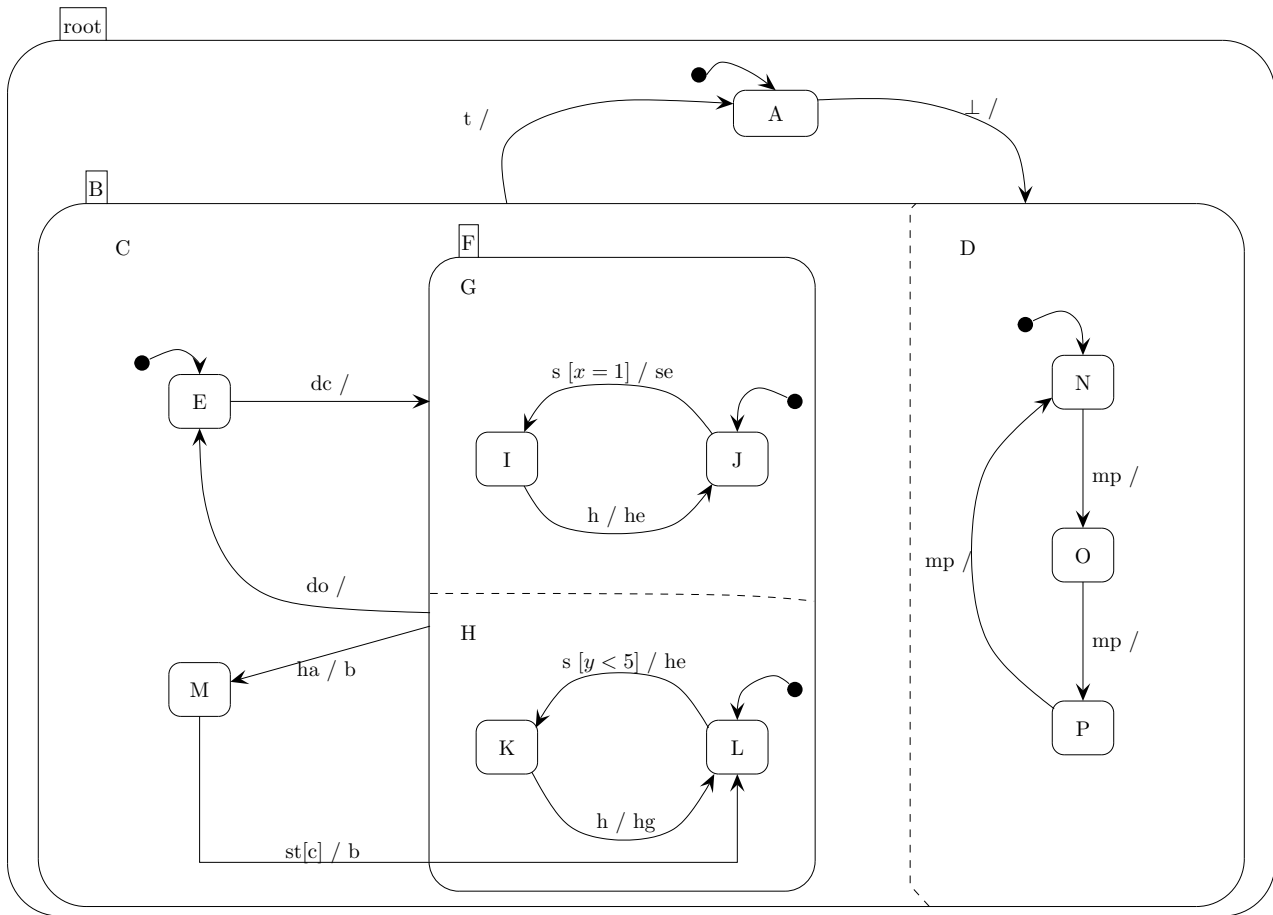 root
A
t /
⊥ /
B
C
F
D
G
s [x = 1] / se
dc /
N
E
I
J
mp /
h / he
O
mp /
do /
H
mp /
s [y < 5] / he
ha / b
M
K
L
P
h / hg
st[c] / b